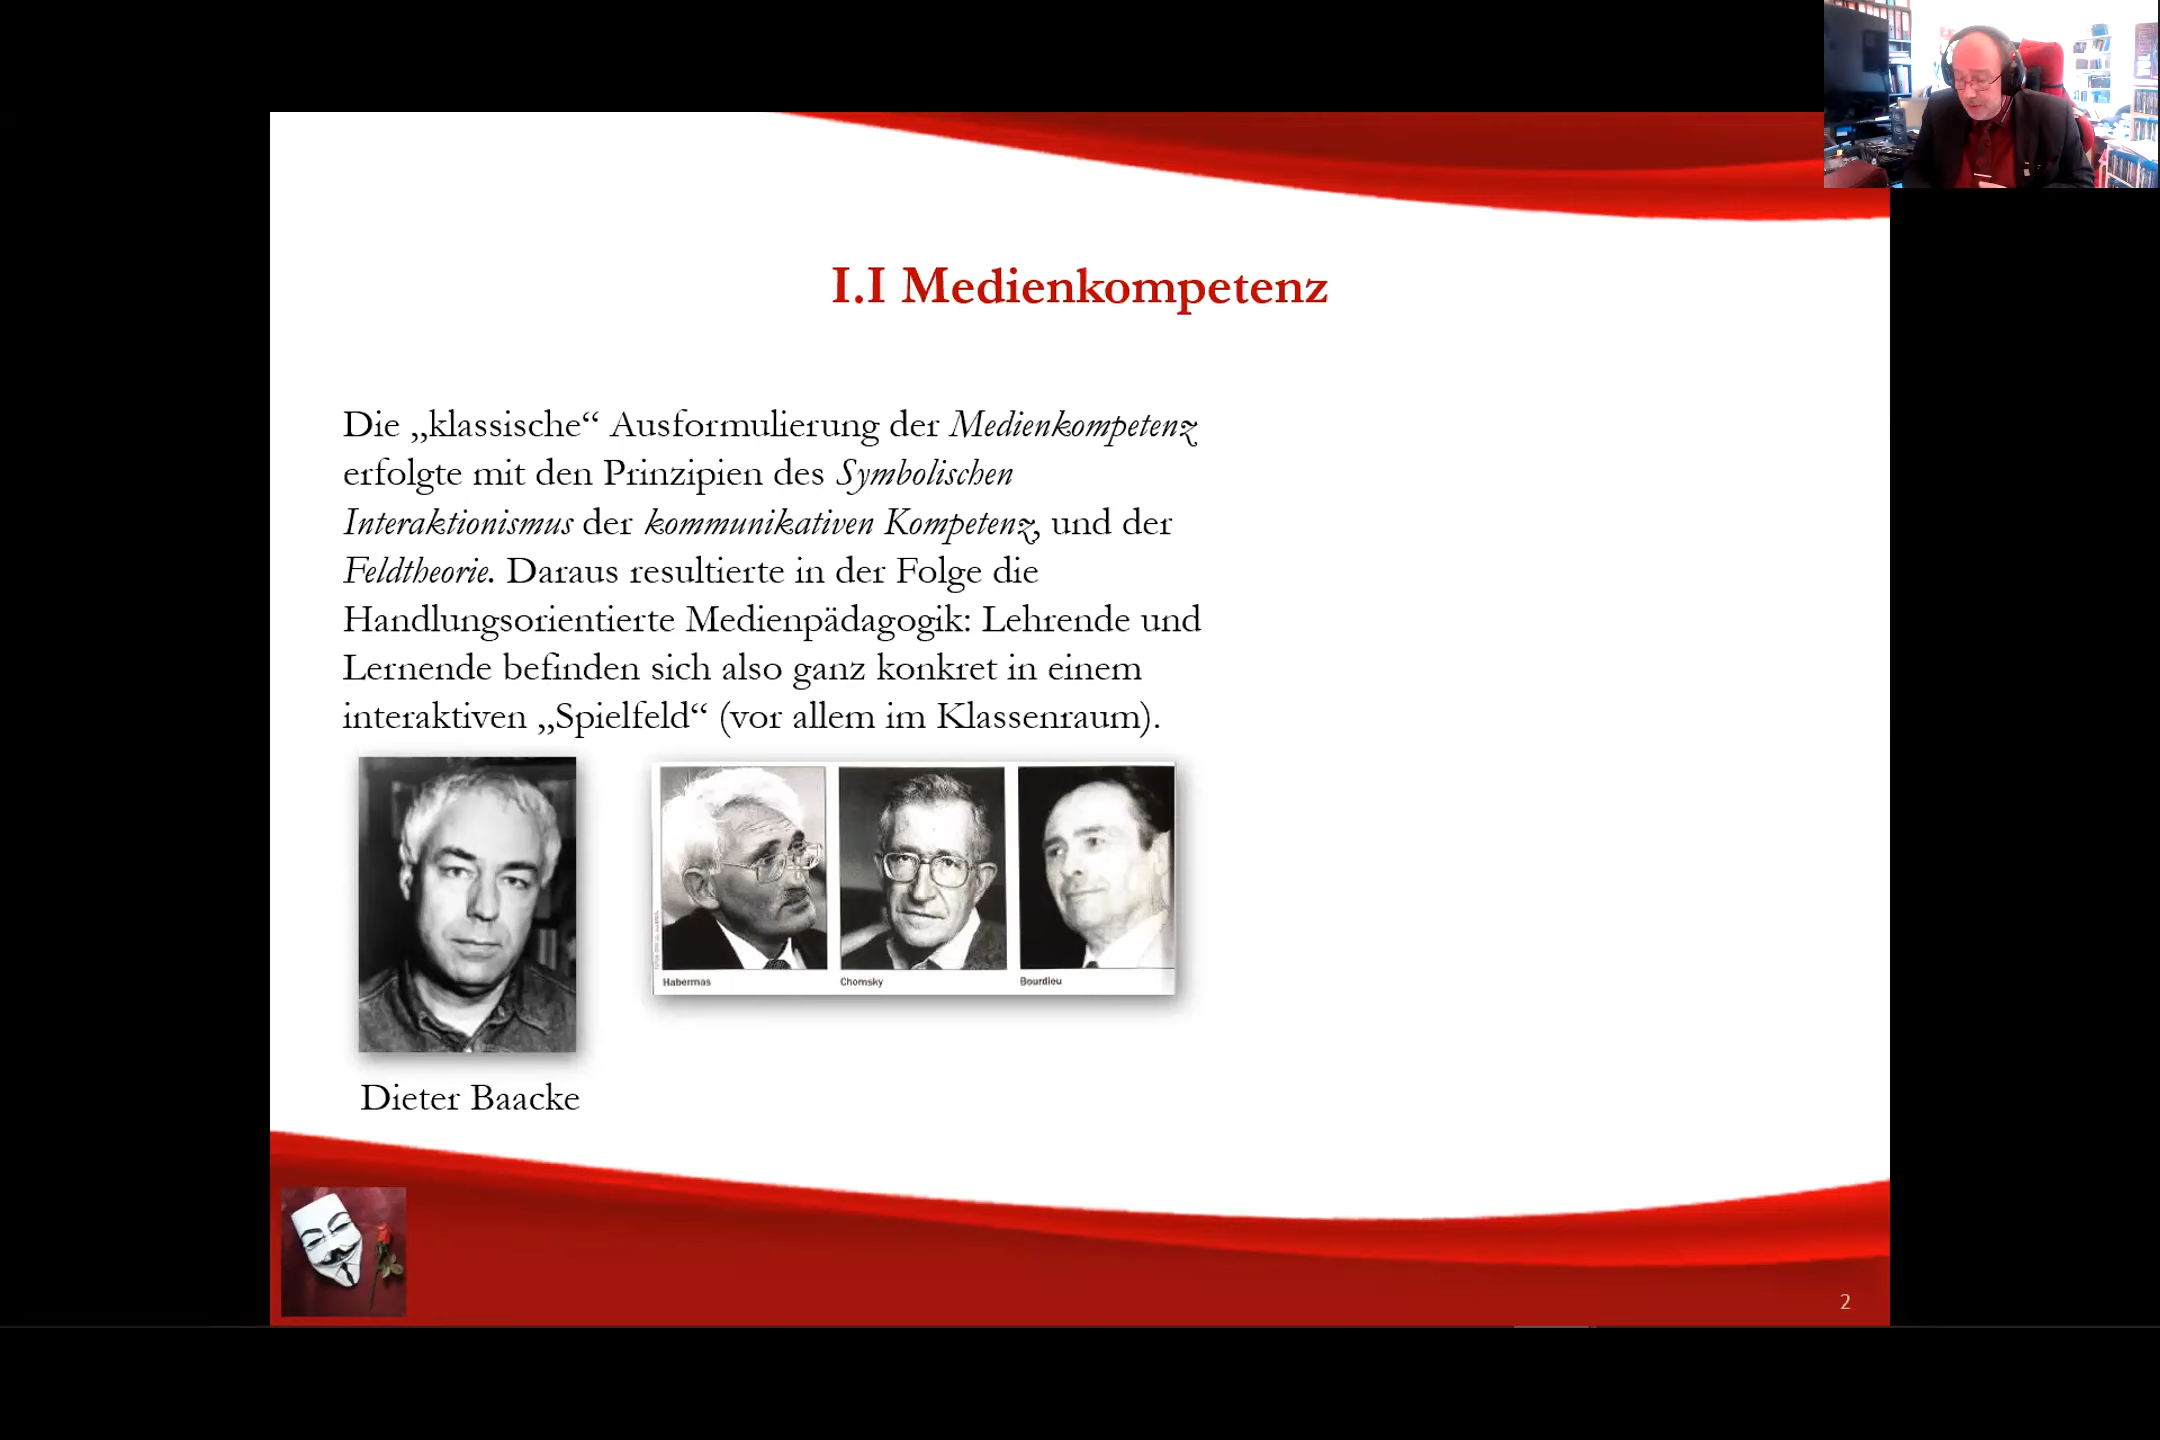 I.I Medienkompetenz
Die „klassische“ Ausformulierung der Medienkompetenz
erfolgte mit den Prinzipien des Symbolischen
Interaktionismus der kommunikativen Kompetenz, und der
Feldtheorie. Daraus resultierte in der Folge die
Handlungsorientierte Medienpädagogik: Lehrende und
Lernende befinden sich also ganz konkret in einem
interaktiven „Spielfeld“ (vor allem im Klassenraum).
Habermas
Chomsky
Bourdieu
Dieter Baacke
2